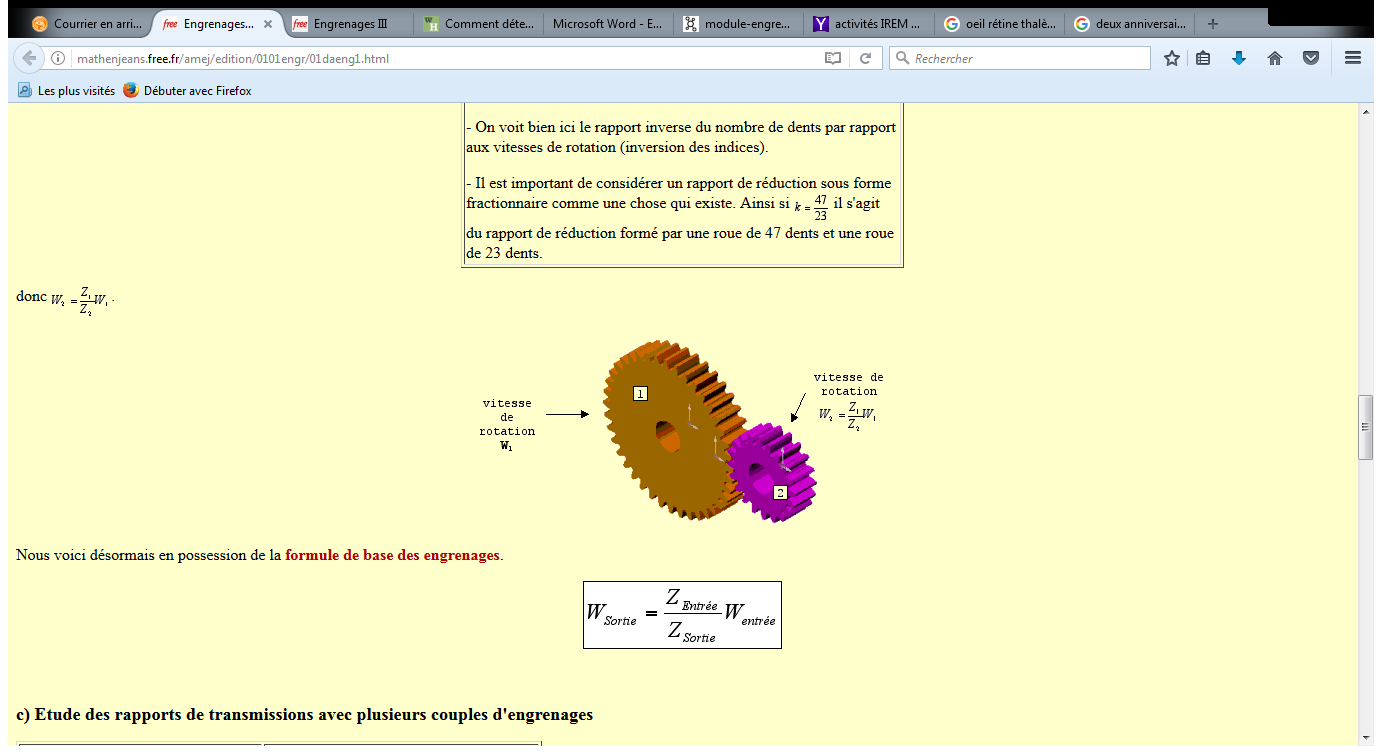 Courrier en arri...
free Engrenages...
free Engrenages III
WH Comment déte...
Microsoft Word - E...
module-engre...
Y activités IREM ...
G oeil rétine thalè...
G deux anniversai...
mathenjeans.free.fr/amej/edition/0101engr/01daeng1.html
Rechercher
Les plus visités
Débuter avec Firefox
- On voit bien ici le rapport inverse du nombre de dents par rapport
aux vitesses de rotation (inversion des indices).
- Il est important de considérer un rapport de réduction sous forme
fractionnaire comme une chose qui existe. Ainsi si k = 47/23 il s'agit
du rapport de réduction formé par une roue de 47 dents et une roue
de 23 dents.
donc W₂ = Z₁/Z₂ W₁ .
vitesse
de
rotation
W₁
1
2
vitesse de
rotation
W₂ = Z₁/Z₂ W₁
Nous voici désormais en possession de la formule de base des engrenages.
W Sortie = Z Entrée / Z Sortie W entrée
c) Etude des rapports de transmissions avec plusieurs couples d'engrenages